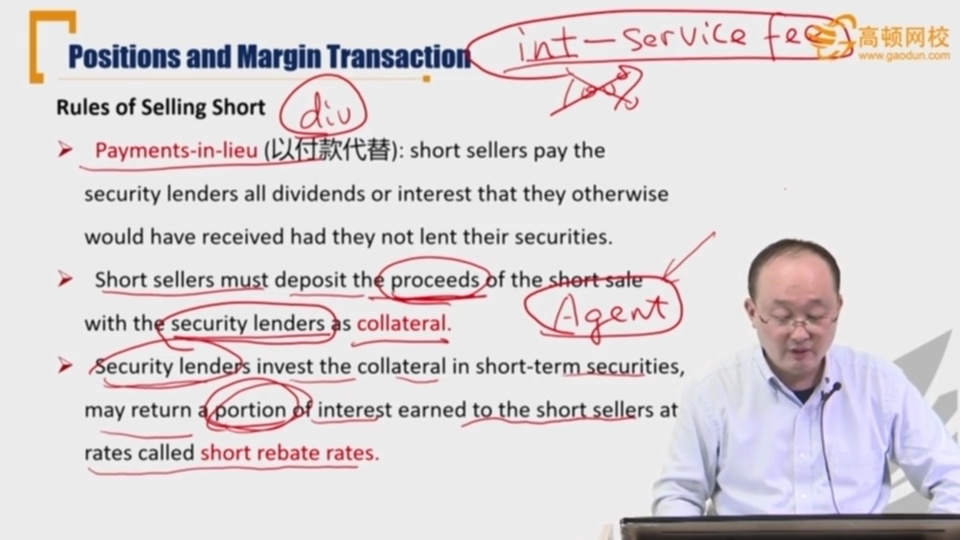 int-service fee
高顿网校
www.gaodun.com
Positions and Margin Transaction
100%
Rules of Selling Short
div
Payments-in-lieu (以付款代替): short sellers pay the
security lenders all dividends or interest that they otherwise
would have received had they not lent their securities.
Short sellers must deposit the proceeds of the short sale
Agent
with the security lenders as collateral.
Security lenders invest the collateral in short-term securities,
may return a portion of interest earned to the short sellers at
rates called short rebate rates.